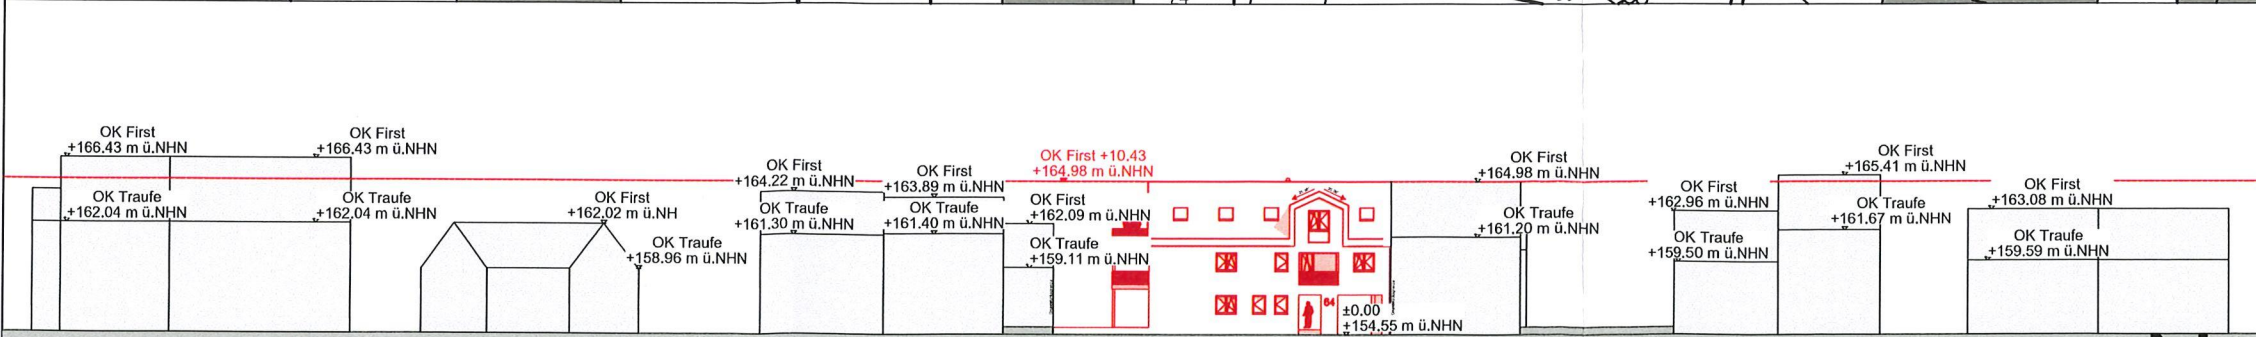 OK First
+166.43 m ü.NHN
OK First
+166.43 m ü.NHN
OK Traufe
+162.04 m ü.NHN
OK Traufe
+162.04 m ü.NHN
OK First
+162.02 m ü.NH
OK Traufe
+158.96 m ü.NHN
OK First
+164.22 m ü.NHN
OK Traufe
+161.30 m ü.NHN
OK First
+163.89 m ü.NHN
OK Traufe
+161.40 m ü.NHN
OK First +10.43
+164.98 m ü.NHN
OK First
+162.09 m ü.NHN
OK Traufe
+159.11 m ü.NHN
64
±0.00
+154.55 m ü.NHN
OK First
+164.98 m ü.NHN
OK Traufe
+161.20 m ü.NHN
OK First
+162.96 m ü.NHN
OK Traufe
+159.50 m ü.NHN
OK First
+165.41 m ü.NHN
OK Traufe
+161.67 m ü.NHN
OK First
+163.08 m ü.NHN
OK Traufe
+159.59 m ü.NHN